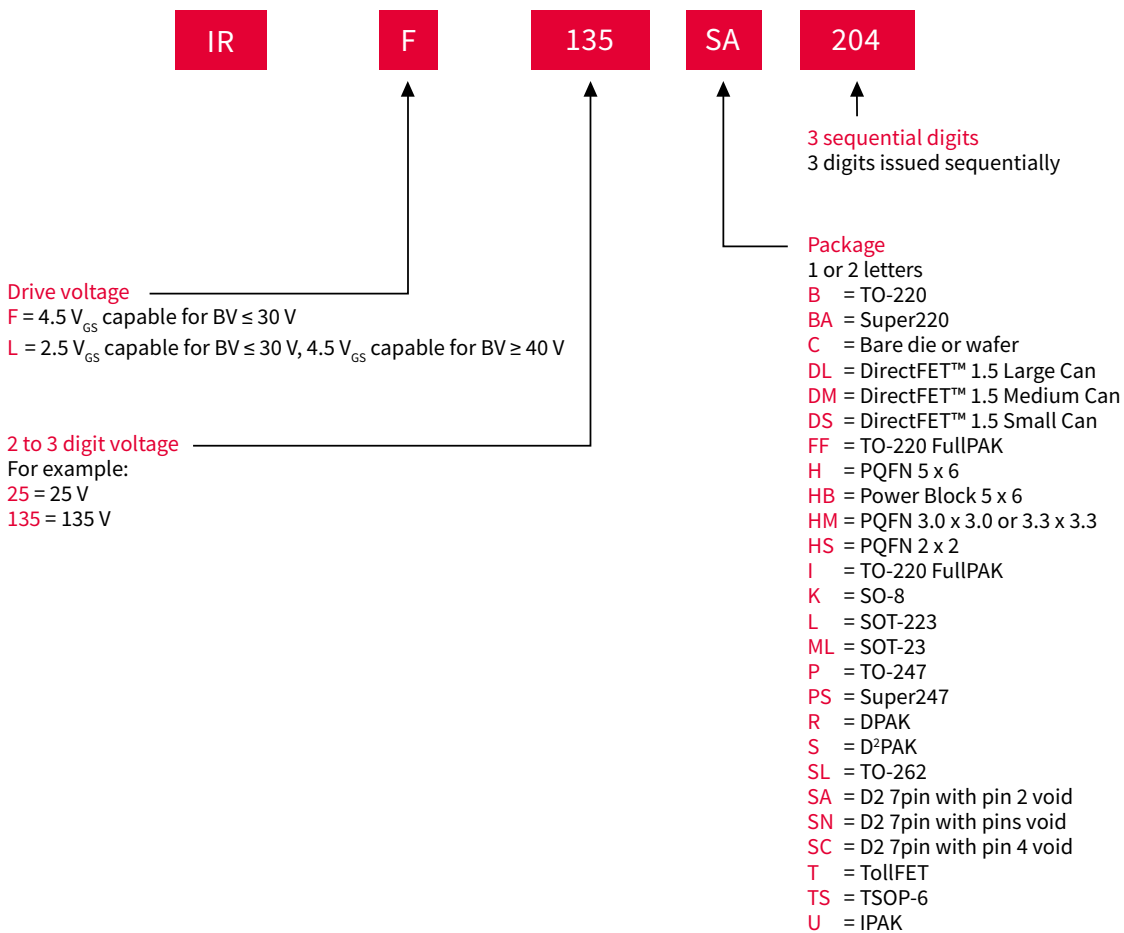 IR F 135 SA 204
3 sequential digits
3 digits issued sequentially
Drive voltage
F = 4.5 V_GS capable for BV ≤ 30 V
L = 2.5 V_GS capable for BV ≤ 30 V, 4.5 V_GS capable for BV ≥ 40 V
2 to 3 digit voltage
For example:
25 = 25 V
135 = 135 V
Package
1 or 2 letters
B = TO-220
BA = Super220
C = Bare die or wafer
DL = DirectFET™ 1.5 Large Can
DM = DirectFET™ 1.5 Medium Can
DS = DirectFET™ 1.5 Small Can
FF = TO-220 FullPAK
H = PQFN 5 x 6
HB = Power Block 5 x 6
HM = PQFN 3.0 x 3.0 or 3.3 x 3.3
HS = PQFN 2 x 2
I = TO-220 FullPAK
K = SO-8
L = SOT-223
ML = SOT-23
P = TO-247
PS = Super247
R = DPAK
S = D²PAK
SL = TO-262
SA = D2 7pin with pin 2 void
SN = D2 7pin with pins void
SC = D2 7pin with pin 4 void
T = TollFET
TS = TSOP-6
U = IPAK